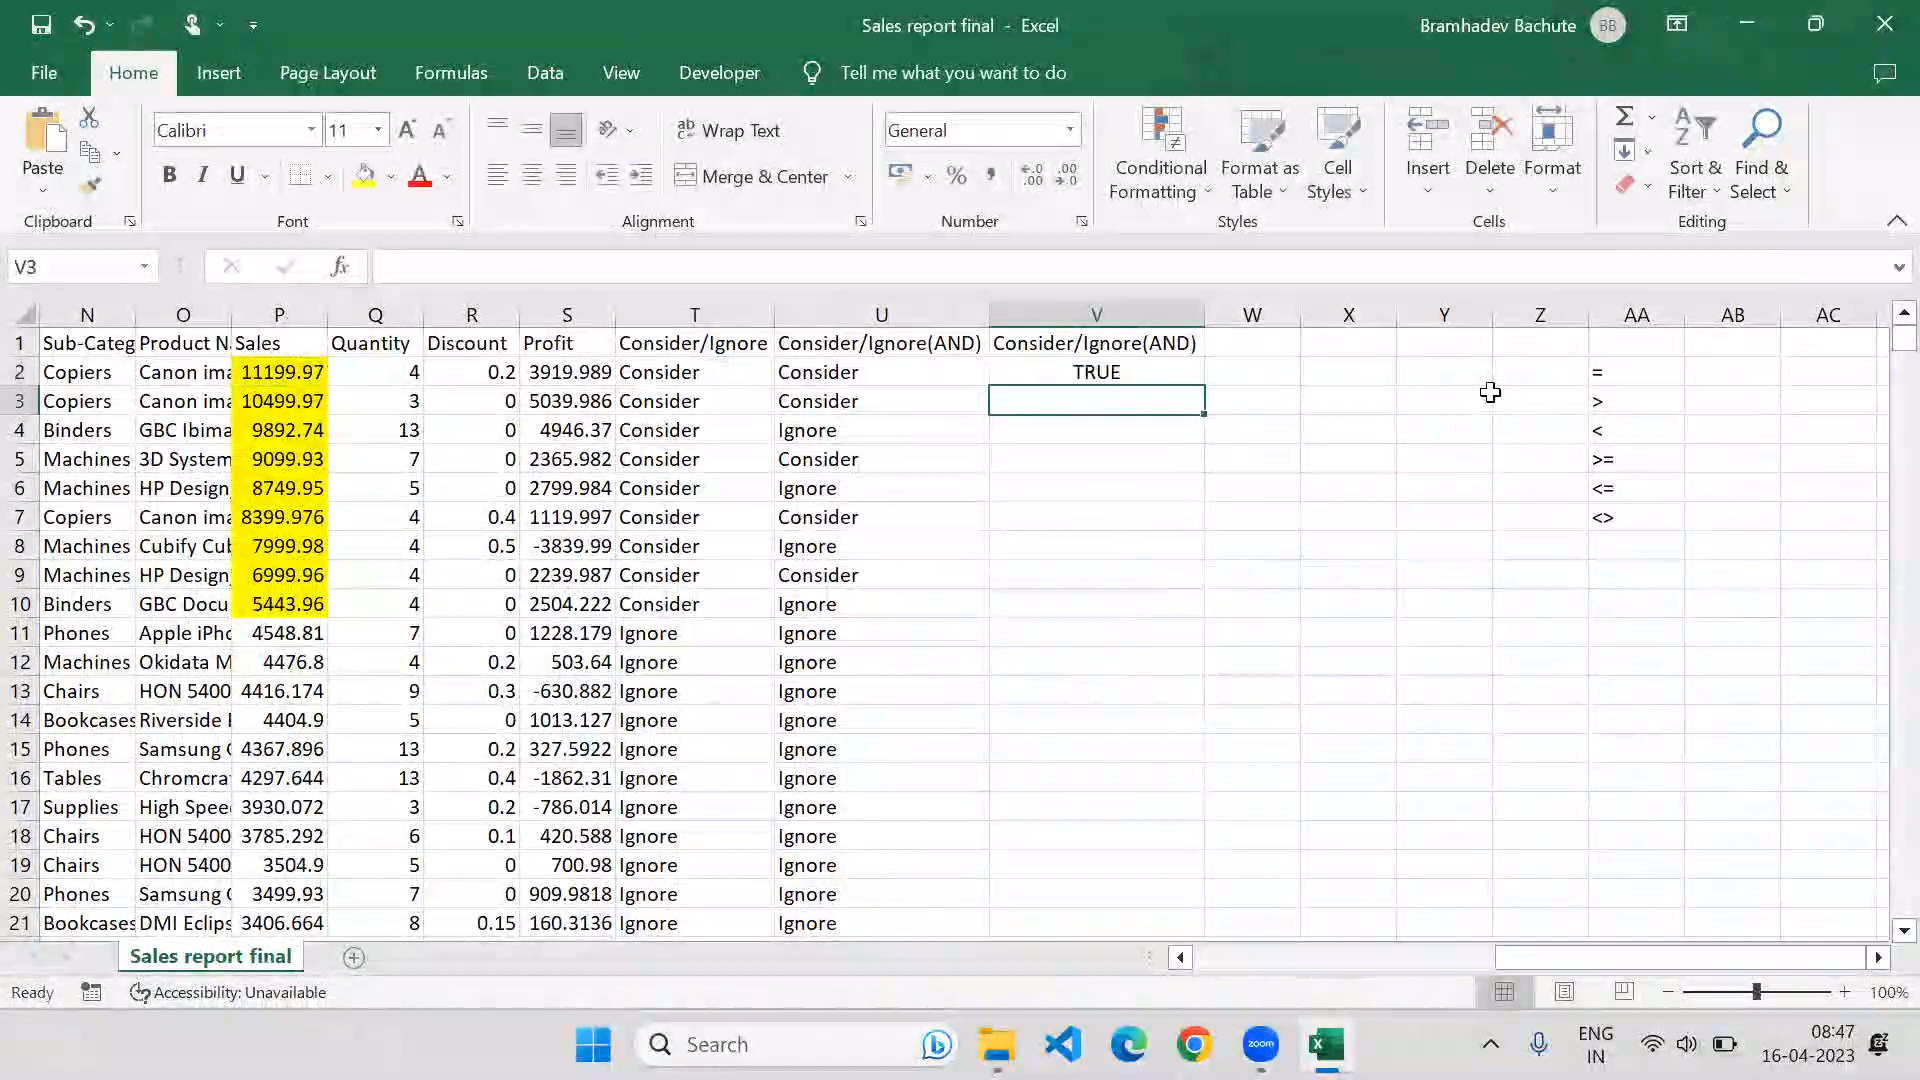 Sales report final - Excel
Bramhadev Bachute BB
File Home Insert Page Layout Formulas Data View Developer Tell me what you want to do
Paste
Clipboard
Calibri 11
B I U
Font
Wrap Text
Merge & Center
Alignment
General
Number
Conditional Formatting
Format as Table
Cell Styles
Styles
Insert Delete Format
Cells
Sort & Filter
Find & Select
Editing
V3 fx
N O P Q R S T U V W X Y Z AA AB AC
1 Sub-Categ Product N Sales Quantity Discount Profit Consider/Ignore Consider/Ignore(AND) Consider/Ignore(AND)
2 Copiers Canon ima 11199.97 4 0.2 3919.989 Consider Consider TRUE =
3 Copiers Canon ima 10499.97 3 0 5039.986 Consider Consider >
4 Binders GBC Ibima 9892.74 13 0 4946.37 Consider Ignore <
5 Machines 3D System 9099.93 7 0 2365.982 Consider Consider >=
6 Machines HP Design 8749.95 5 0 2799.984 Consider Ignore <=
7 Copiers Canon ima 8399.976 4 0.4 1119.997 Consider Consider <>
8 Machines Cubify Cub 7999.98 4 0.5 -3839.99 Consider Ignore
9 Machines HP Design 6999.96 4 0 2239.987 Consider Consider
10 Binders GBC Docu 5443.96 4 0 2504.222 Consider Ignore
11 Phones Apple iPho 4548.81 7 0 1228.179 Ignore Ignore
12 Machines Okidata M 4476.8 4 0.2 503.64 Ignore Ignore
13 Chairs HON 5400 4416.174 9 0.3 -630.882 Ignore Ignore
14 Bookcases Riverside 4404.9 5 0 1013.127 Ignore Ignore
15 Phones Samsung G 4367.896 13 0.2 327.5922 Ignore Ignore
16 Tables Chromcra 4297.644 13 0.4 -1862.31 Ignore Ignore
17 Supplies High Spee 3930.072 3 0.2 -786.014 Ignore Ignore
18 Chairs HON 5400 3785.292 6 0.1 420.588 Ignore Ignore
19 Chairs HON 5400 3504.9 5 0 700.98 Ignore Ignore
20 Phones Samsung G 3499.93 7 0 909.9818 Ignore Ignore
21 Bookcases DMI Eclips 3406.664 8 0.15 160.3136 Ignore Ignore
Sales report final
Ready Accessibility: Unavailable 100%
Search zoom ENG IN 08:47
16-04-2023